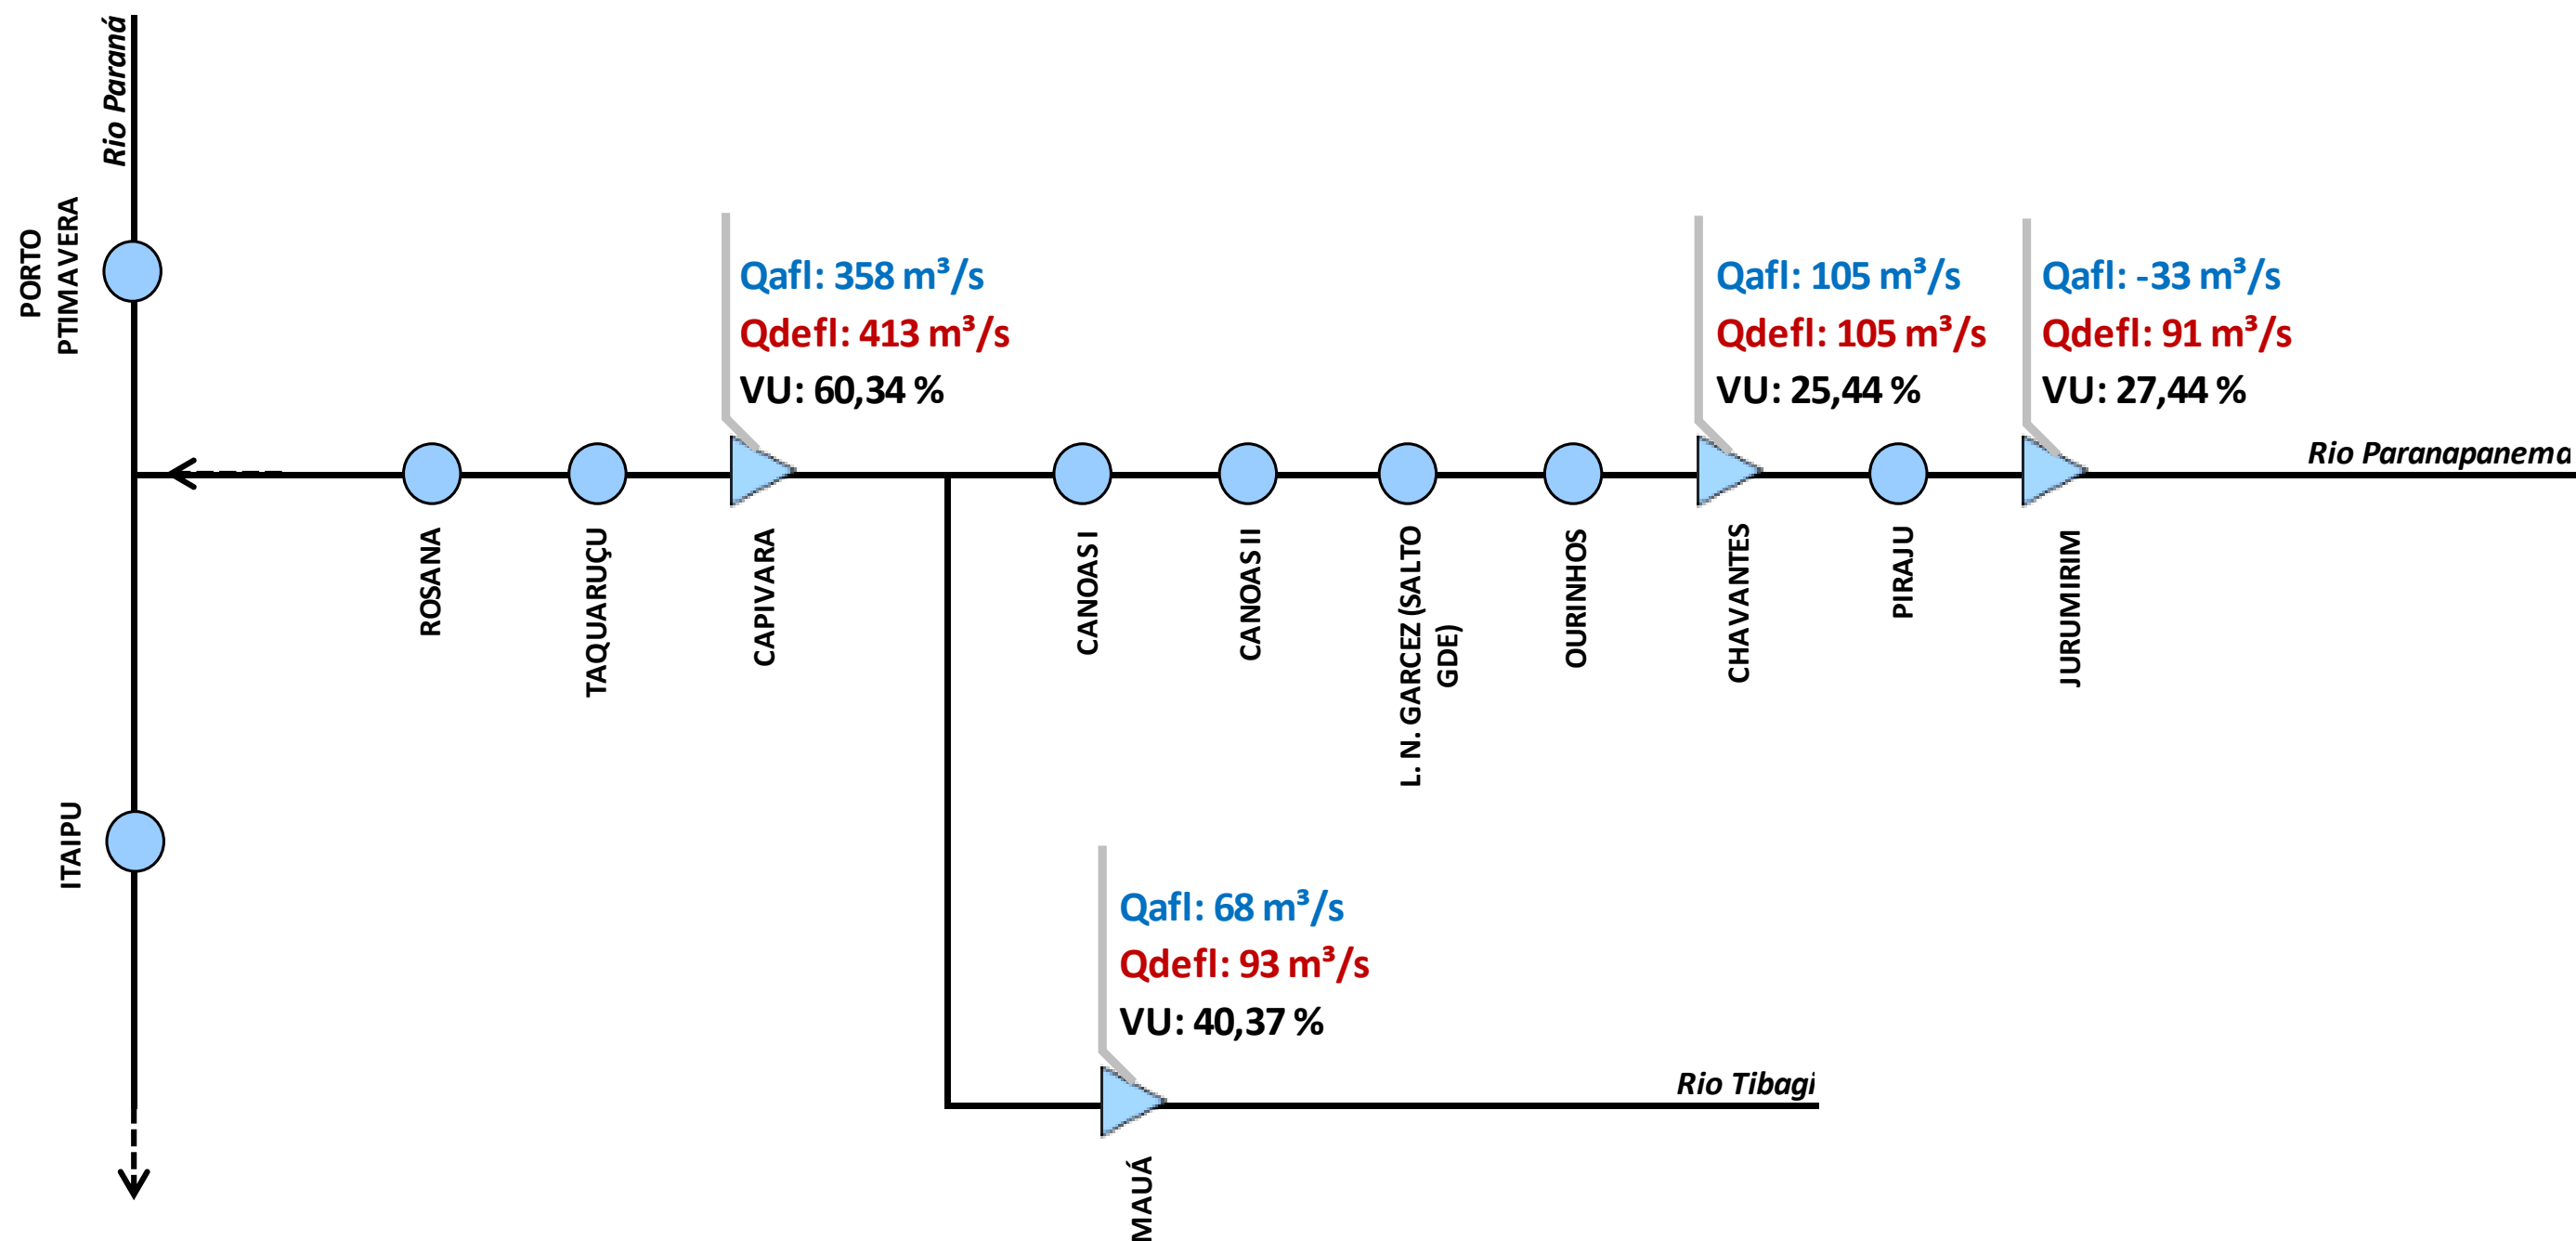 Rio Paraná
PORTO
PTIMAVERA
Qafl: 358 m³/s
Qdefl: 413 m³/s
VU: 60,34 %
Qafl: 105 m³/s
Qdefl: 105 m³/s
VU: 25,44 %
Qafl: -33 m³/s
Qdefl: 91 m³/s
VU: 27,44 %
Rio Paranapanema
ROSANA
TAQUARUÇU
CAPIVARA
CANOAS I
CANOAS II
L. N. GARCEZ (SALTO
GDE)
OURINHOS
CHAVANTES
PIRAJU
JURUMIRIM
ITAIPU
Qafl: 68 m³/s
Qdefl: 93 m³/s
VU: 40,37 %
Rio Tibagi
MAUÁ